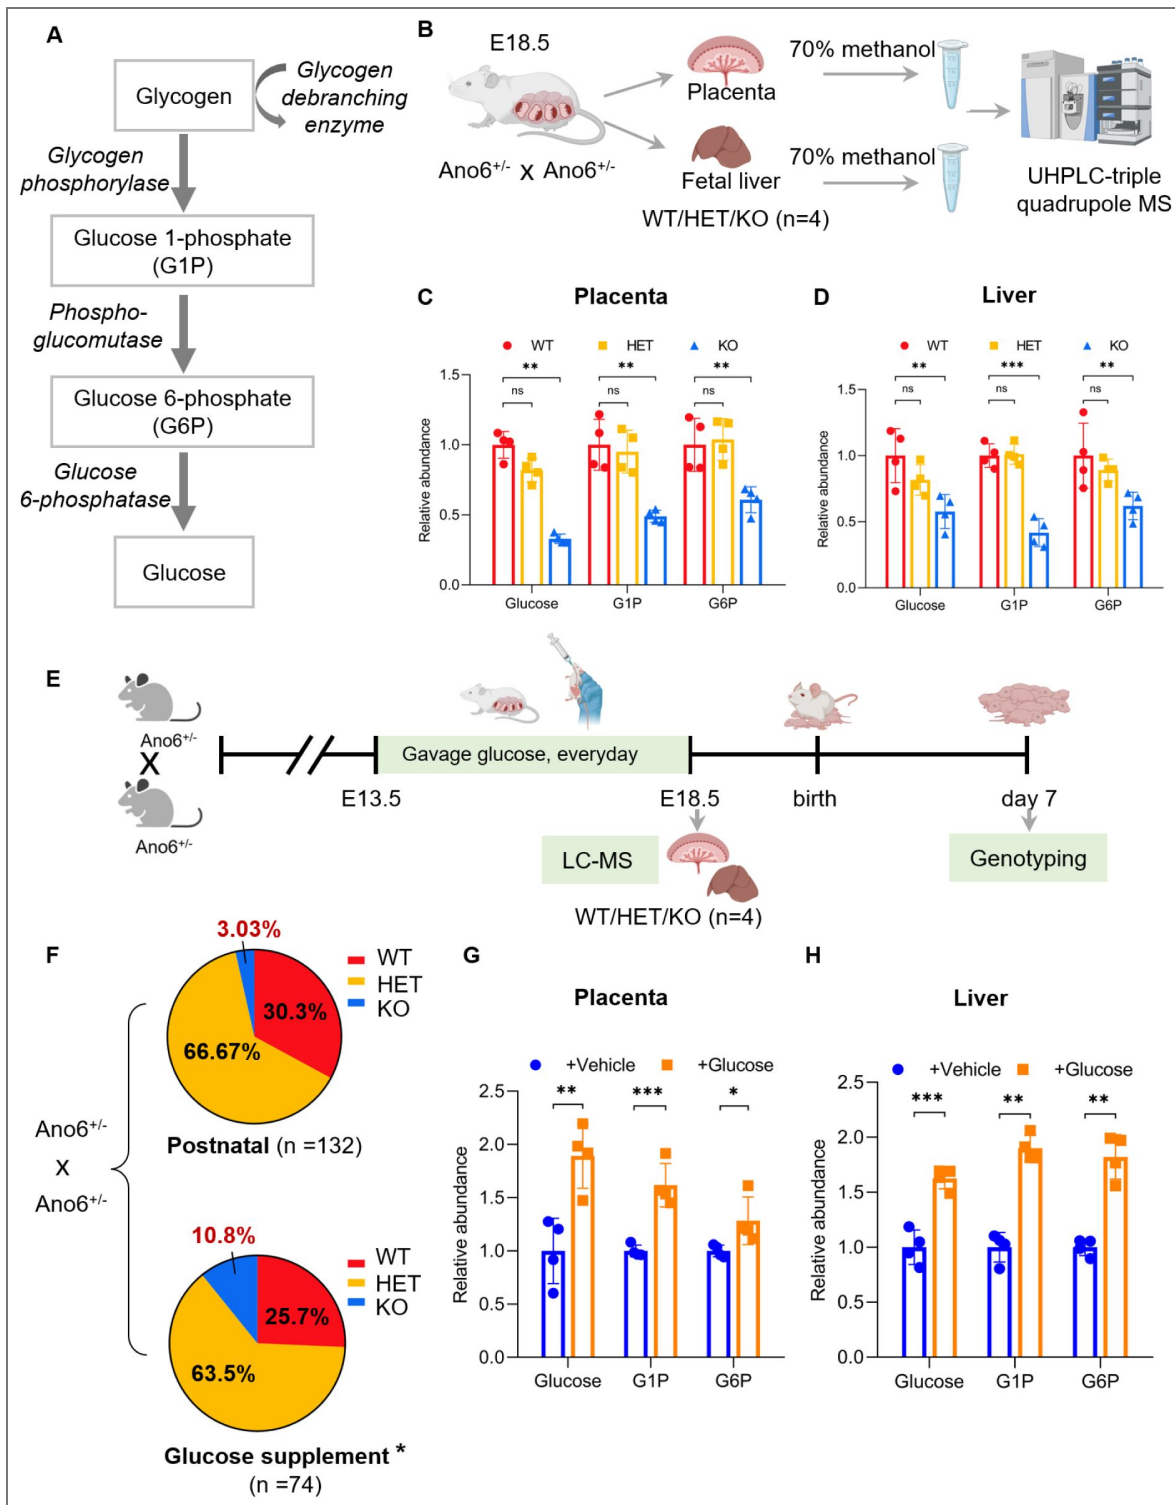 A
Glycogen
Glycogen
debranching
enzyme
Glycogen
phosphorylase
Glucose 1-phosphate
(G1P)
Phospho-
glucomutase
Glucose 6-phosphate
(G6P)
Glucose
6-phosphatase
Glucose
B
E18.5
Ano6+/- X Ano6+/-
Placenta
Fetal liver
WT/HET/KO (n=4)
70% methanol
70% methanol
UHPLC-triple
quadrupole MS
C
Placenta
WT HET KO
Relative abundance
1.5
1.0
0.5
0.0
** ** **
ns ns ns
Glucose G1P G6P
D
Liver
WT HET KO
Relative abundance
1.5
1.0
0.5
0.0
** *** **
ns ns ns
Glucose G1P G6P
E
Ano6+/-
X
Ano6+/-
Gavage glucose, everyday
E13.5 E18.5 birth day 7
LC-MS
WT/HET/KO (n=4)
Genotyping
F
Ano6+/-
X
Ano6+/-
3.03%
30.3%
66.67%
WT
HET
KO
Postnatal (n =132)
10.8%
25.7%
63.5%
WT
HET
KO
Glucose supplement *
(n =74)
G
Placenta
+Vehicle +Glucose
Relative abundance
2.5
2.0
1.5
1.0
0.5
0.0
** *** *
Glucose G1P G6P
H
Liver
+Vehicle +Glucose
Relative abundance
2.5
2.0
1.5
1.0
0.5
0.0
*** ** **
Glucose G1P G6P